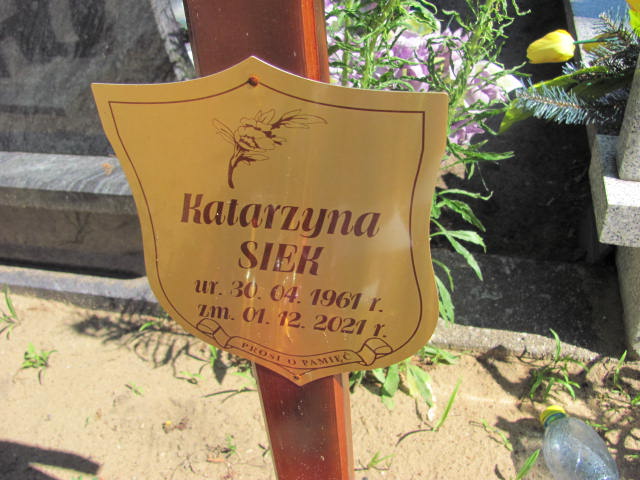 Katarzyna
SIEK
ur. 30. 04. 1961 r.
zm. 01. 12. 2021 r.
PROSI O PAMIĘĆ